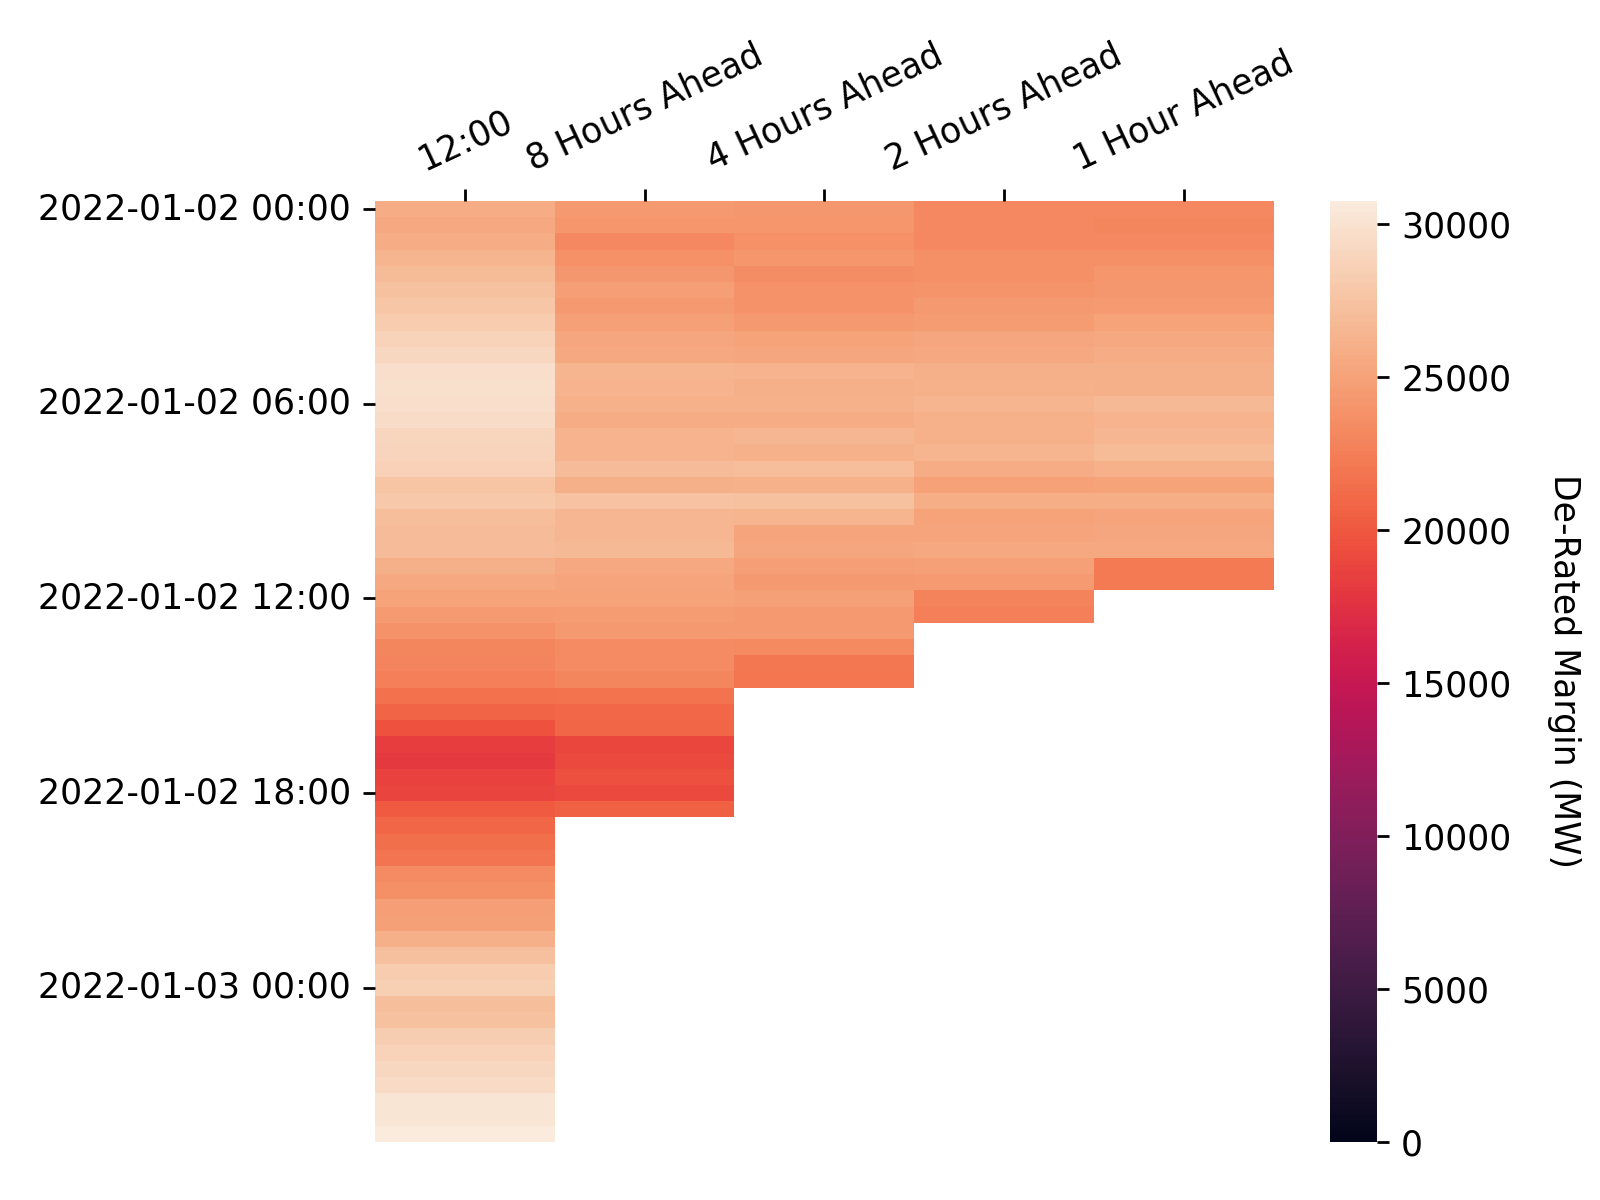 12:00
8 Hours Ahead
4 Hours Ahead
2 Hours Ahead
1 Hour Ahead
2022-01-02 00:00
2022-01-02 06:00
2022-01-02 12:00
2022-01-02 18:00
2022-01-03 00:00
30000
25000
20000
15000
10000
5000
0
De-Rated Margin (MW)